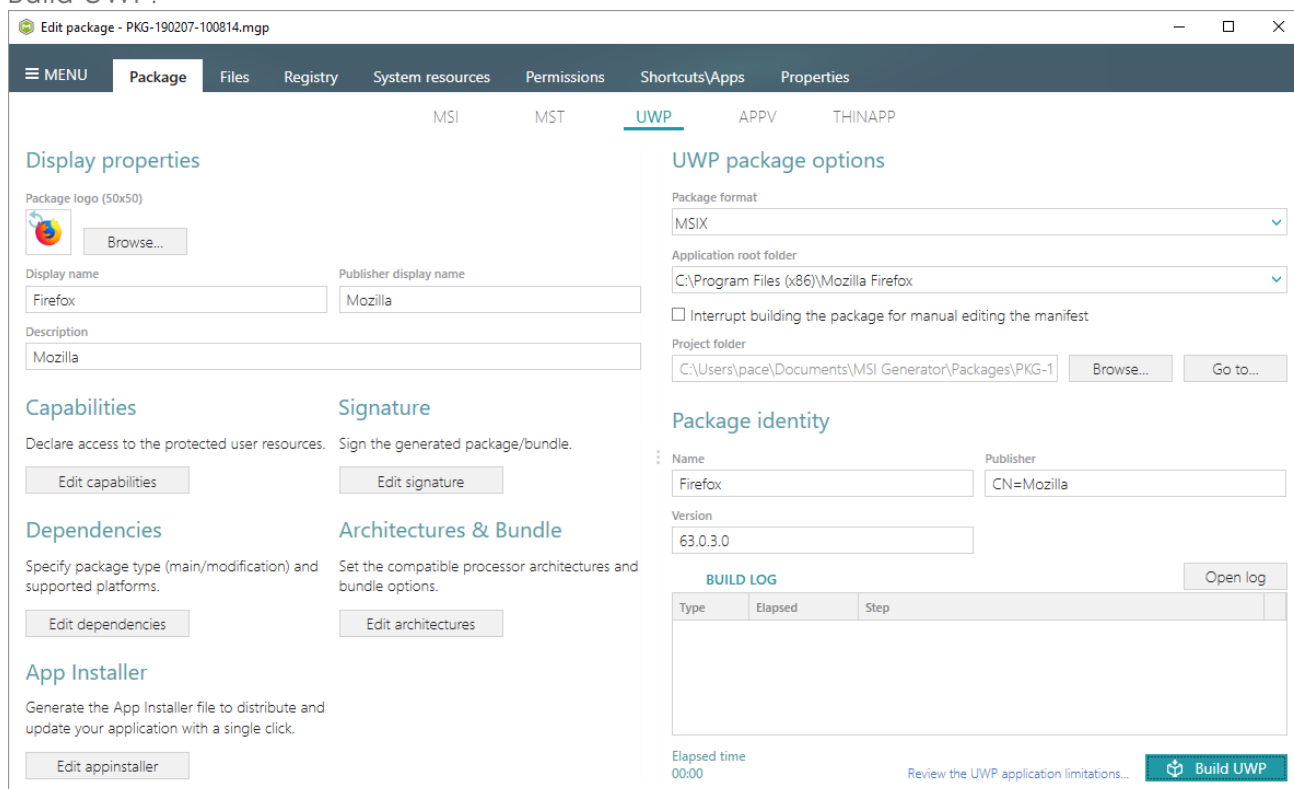 Build UWP.
Edit package - PKG-190207-100814.mgp
MENU Package Files Registry System resources Permissions Shortcuts\Apps Properties
MSI MST UWP APPV THINAPP
Display properties
Package logo (50x50)
Browse...
Display name Publisher display name
Firefox Mozilla
Description
Mozilla
Capabilities Signature
Declare access to the protected user resources. Sign the generated package/bundle.
Edit capabilities Edit signature
Dependencies Architectures & Bundle
Specify package type (main/modification) and Set the compatible processor architectures and
supported platforms. bundle options.
Edit dependencies Edit architectures
App Installer
Generate the App Installer file to distribute and
update your application with a single click.
Edit appinstaller
UWP package options
Package format
MSIX
Application root folder
C:\Program Files (x86)\Mozilla Firefox
Interrupt building the package for manual editing the manifest
Project folder
C:\Users\pace\Documents\MSI Generator\Packages\PKG-1 Browse... Go to...
Package identity
Name Publisher
Firefox CN=Mozilla
Version
63.0.3.0
BUILD LOG Open log
Type Elapsed Step
Elapsed time
00:00 Review the UWP application limitations... Build UWP